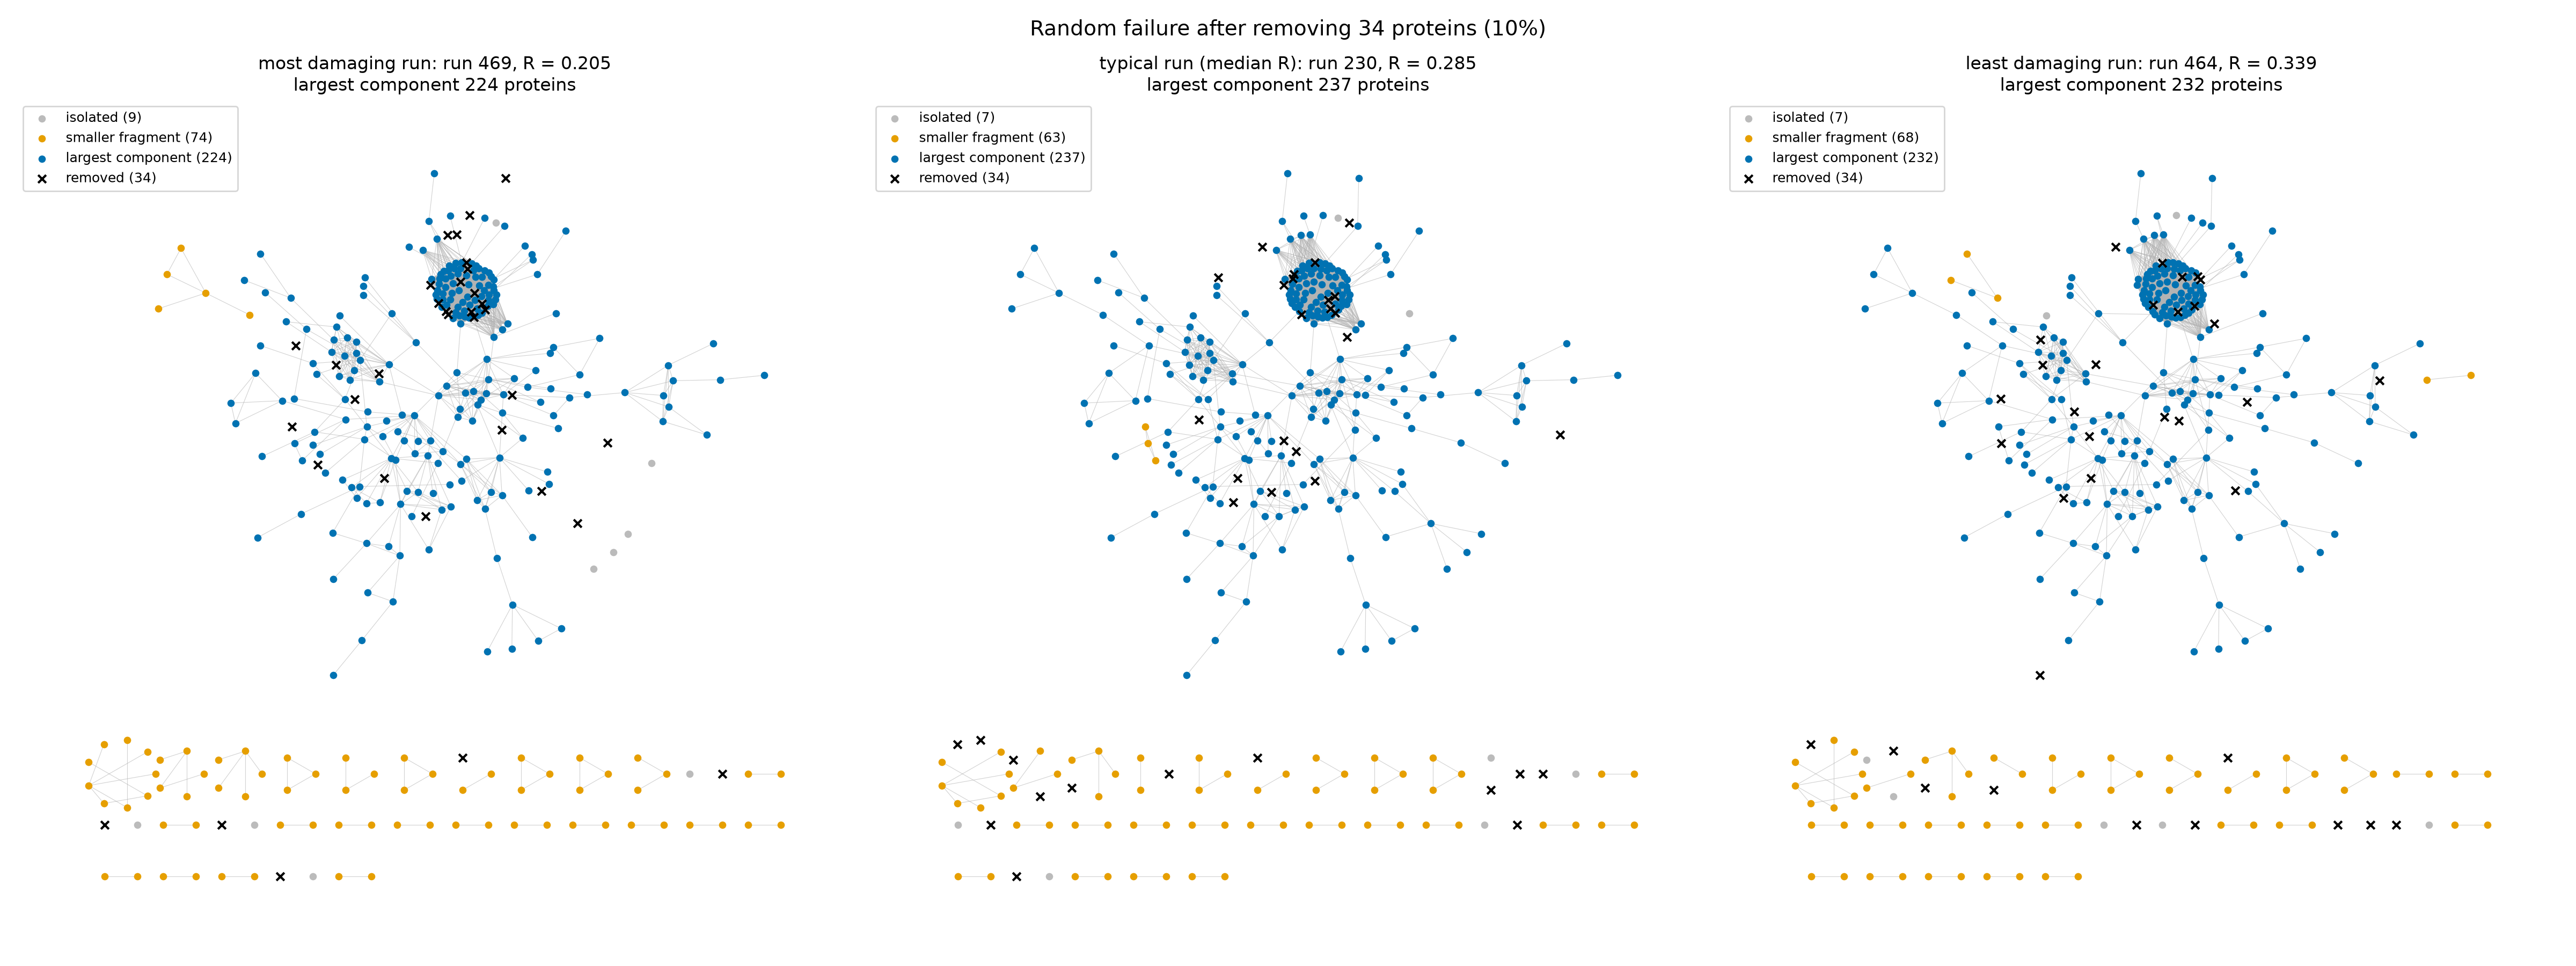 Random failure after removing 34 proteins (10%)
most damaging run: run 469, R = 0.205
largest component 224 proteins
isolated (9)
smaller fragment (74)
largest component (224)
removed (34)
typical run (median R): run 230, R = 0.285
largest component 237 proteins
isolated (7)
smaller fragment (63)
largest component (237)
removed (34)
least damaging run: run 464, R = 0.339
largest component 232 proteins
isolated (7)
smaller fragment (68)
largest component (232)
removed (34)